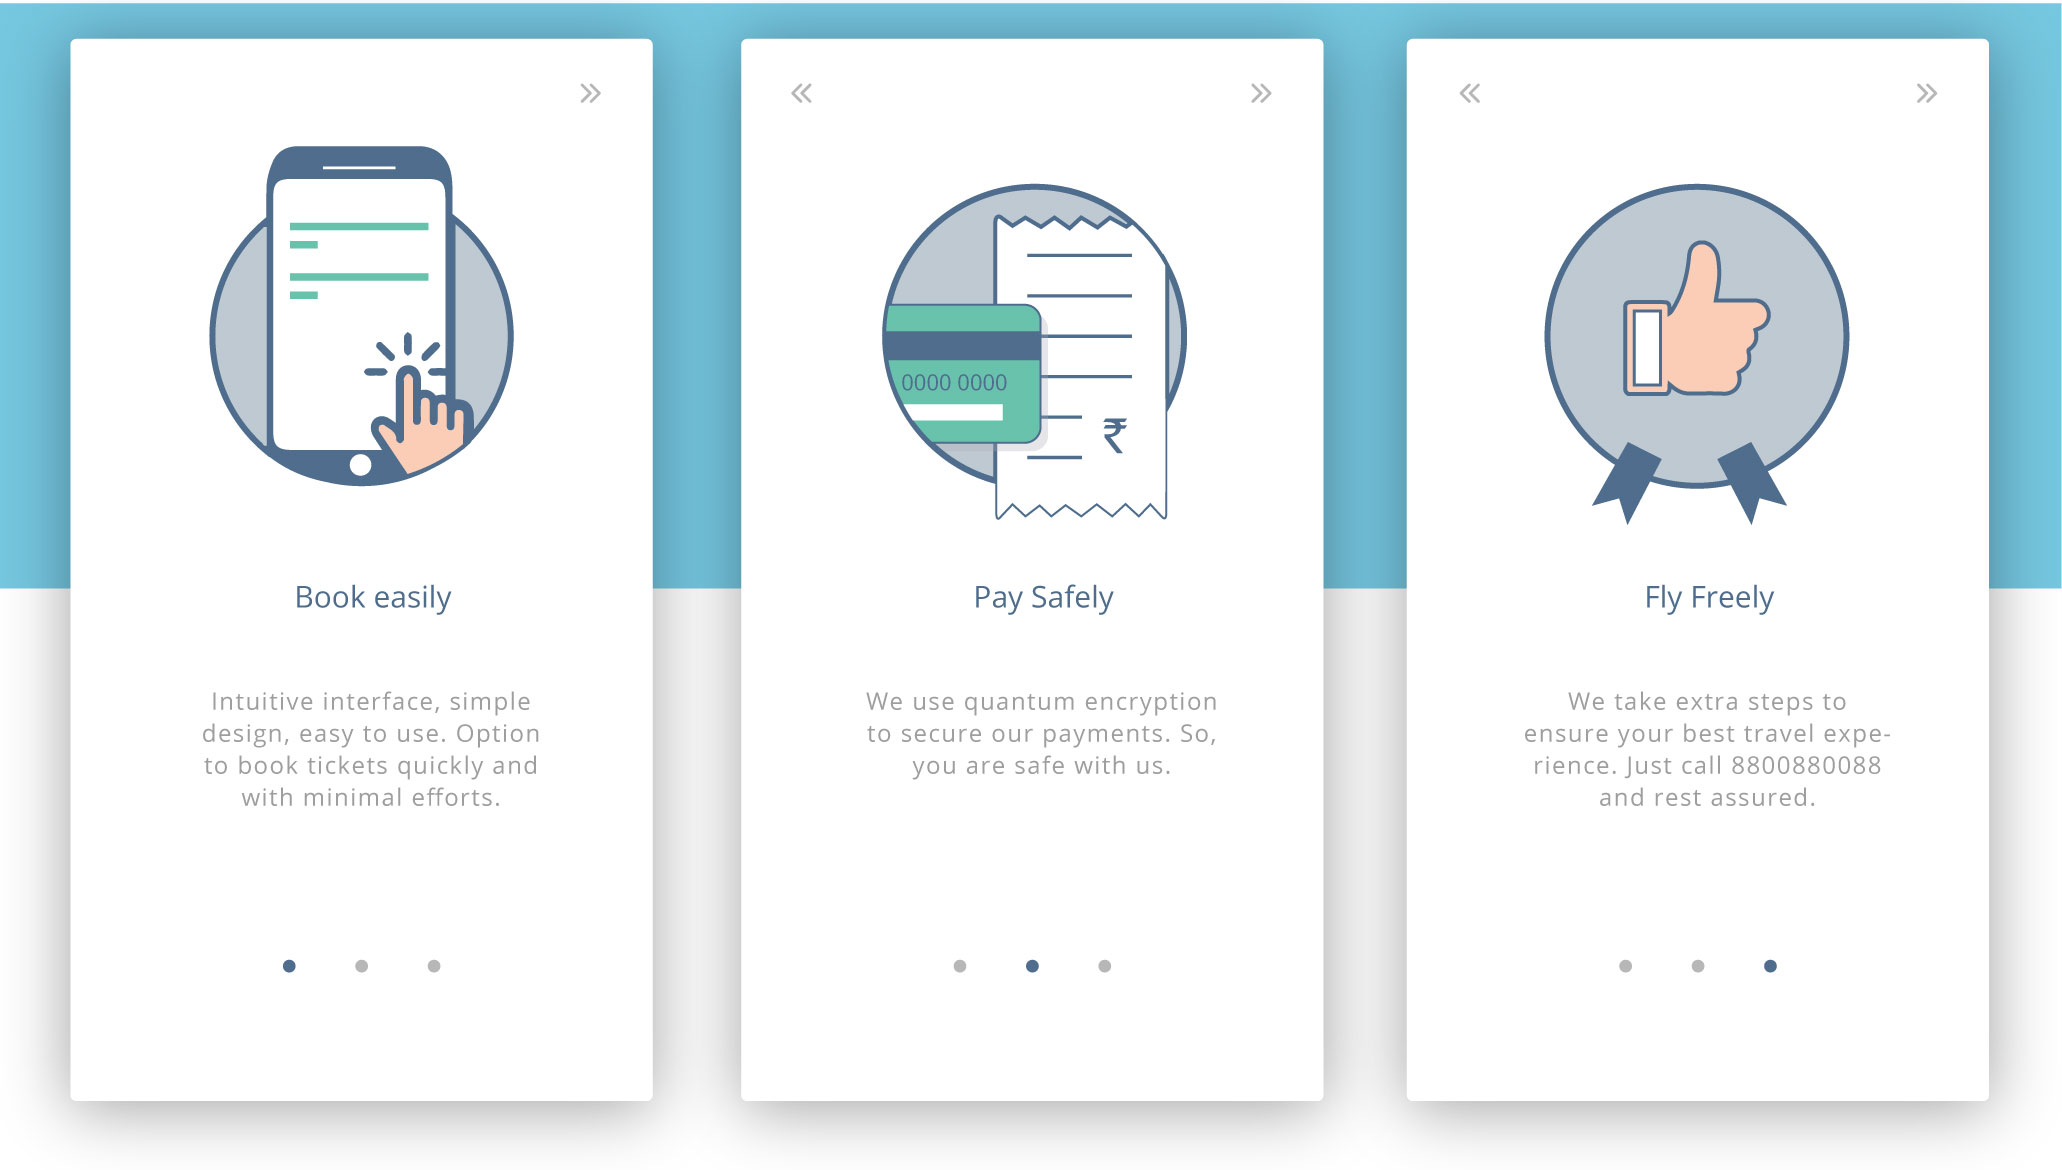 Book easily
Intuitive interface, simple
design, easy to use. Option
to book tickets quickly and
with minimal efforts.
0000 0000
₹
Pay Safely
We use quantum encryption
to secure our payments. So,
you are safe with us.
Fly Freely
We take extra steps to
ensure your best travel expe-
rience. Just call 8800880088
and rest assured.